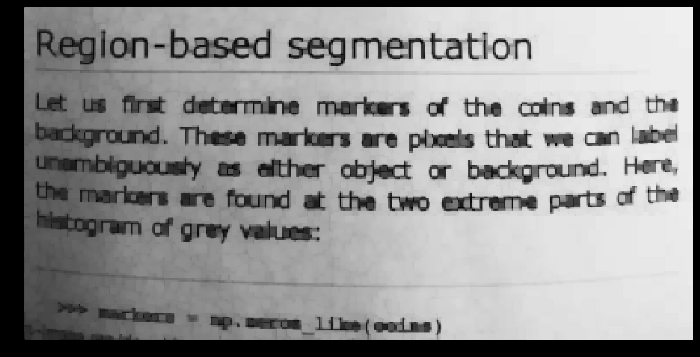 Region-based segmentation
Let us first determine markers of the coins and the
background. These markers are pixels that we can label
unambiguously as either object or background. Here,
the markers are found at the two extreme parts of the
histogram of grey values:
>>> markers = np.zeros_like(coins)